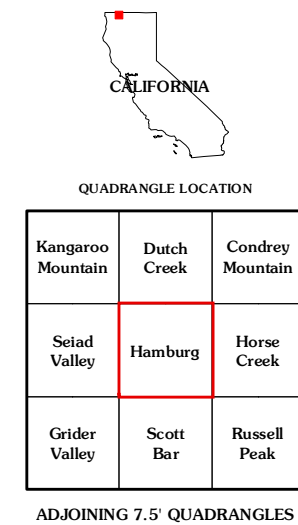 CALIFORNIA
QUADRANGLE LOCATION
Kangaroo
Mountain
Dutch
Creek
Condrey
Mountain
Seiad
Valley
Hamburg
Horse
Creek
Grider
Valley
Scott
Bar
Russell
Peak
ADJOINING 7.5' QUADRANGLES